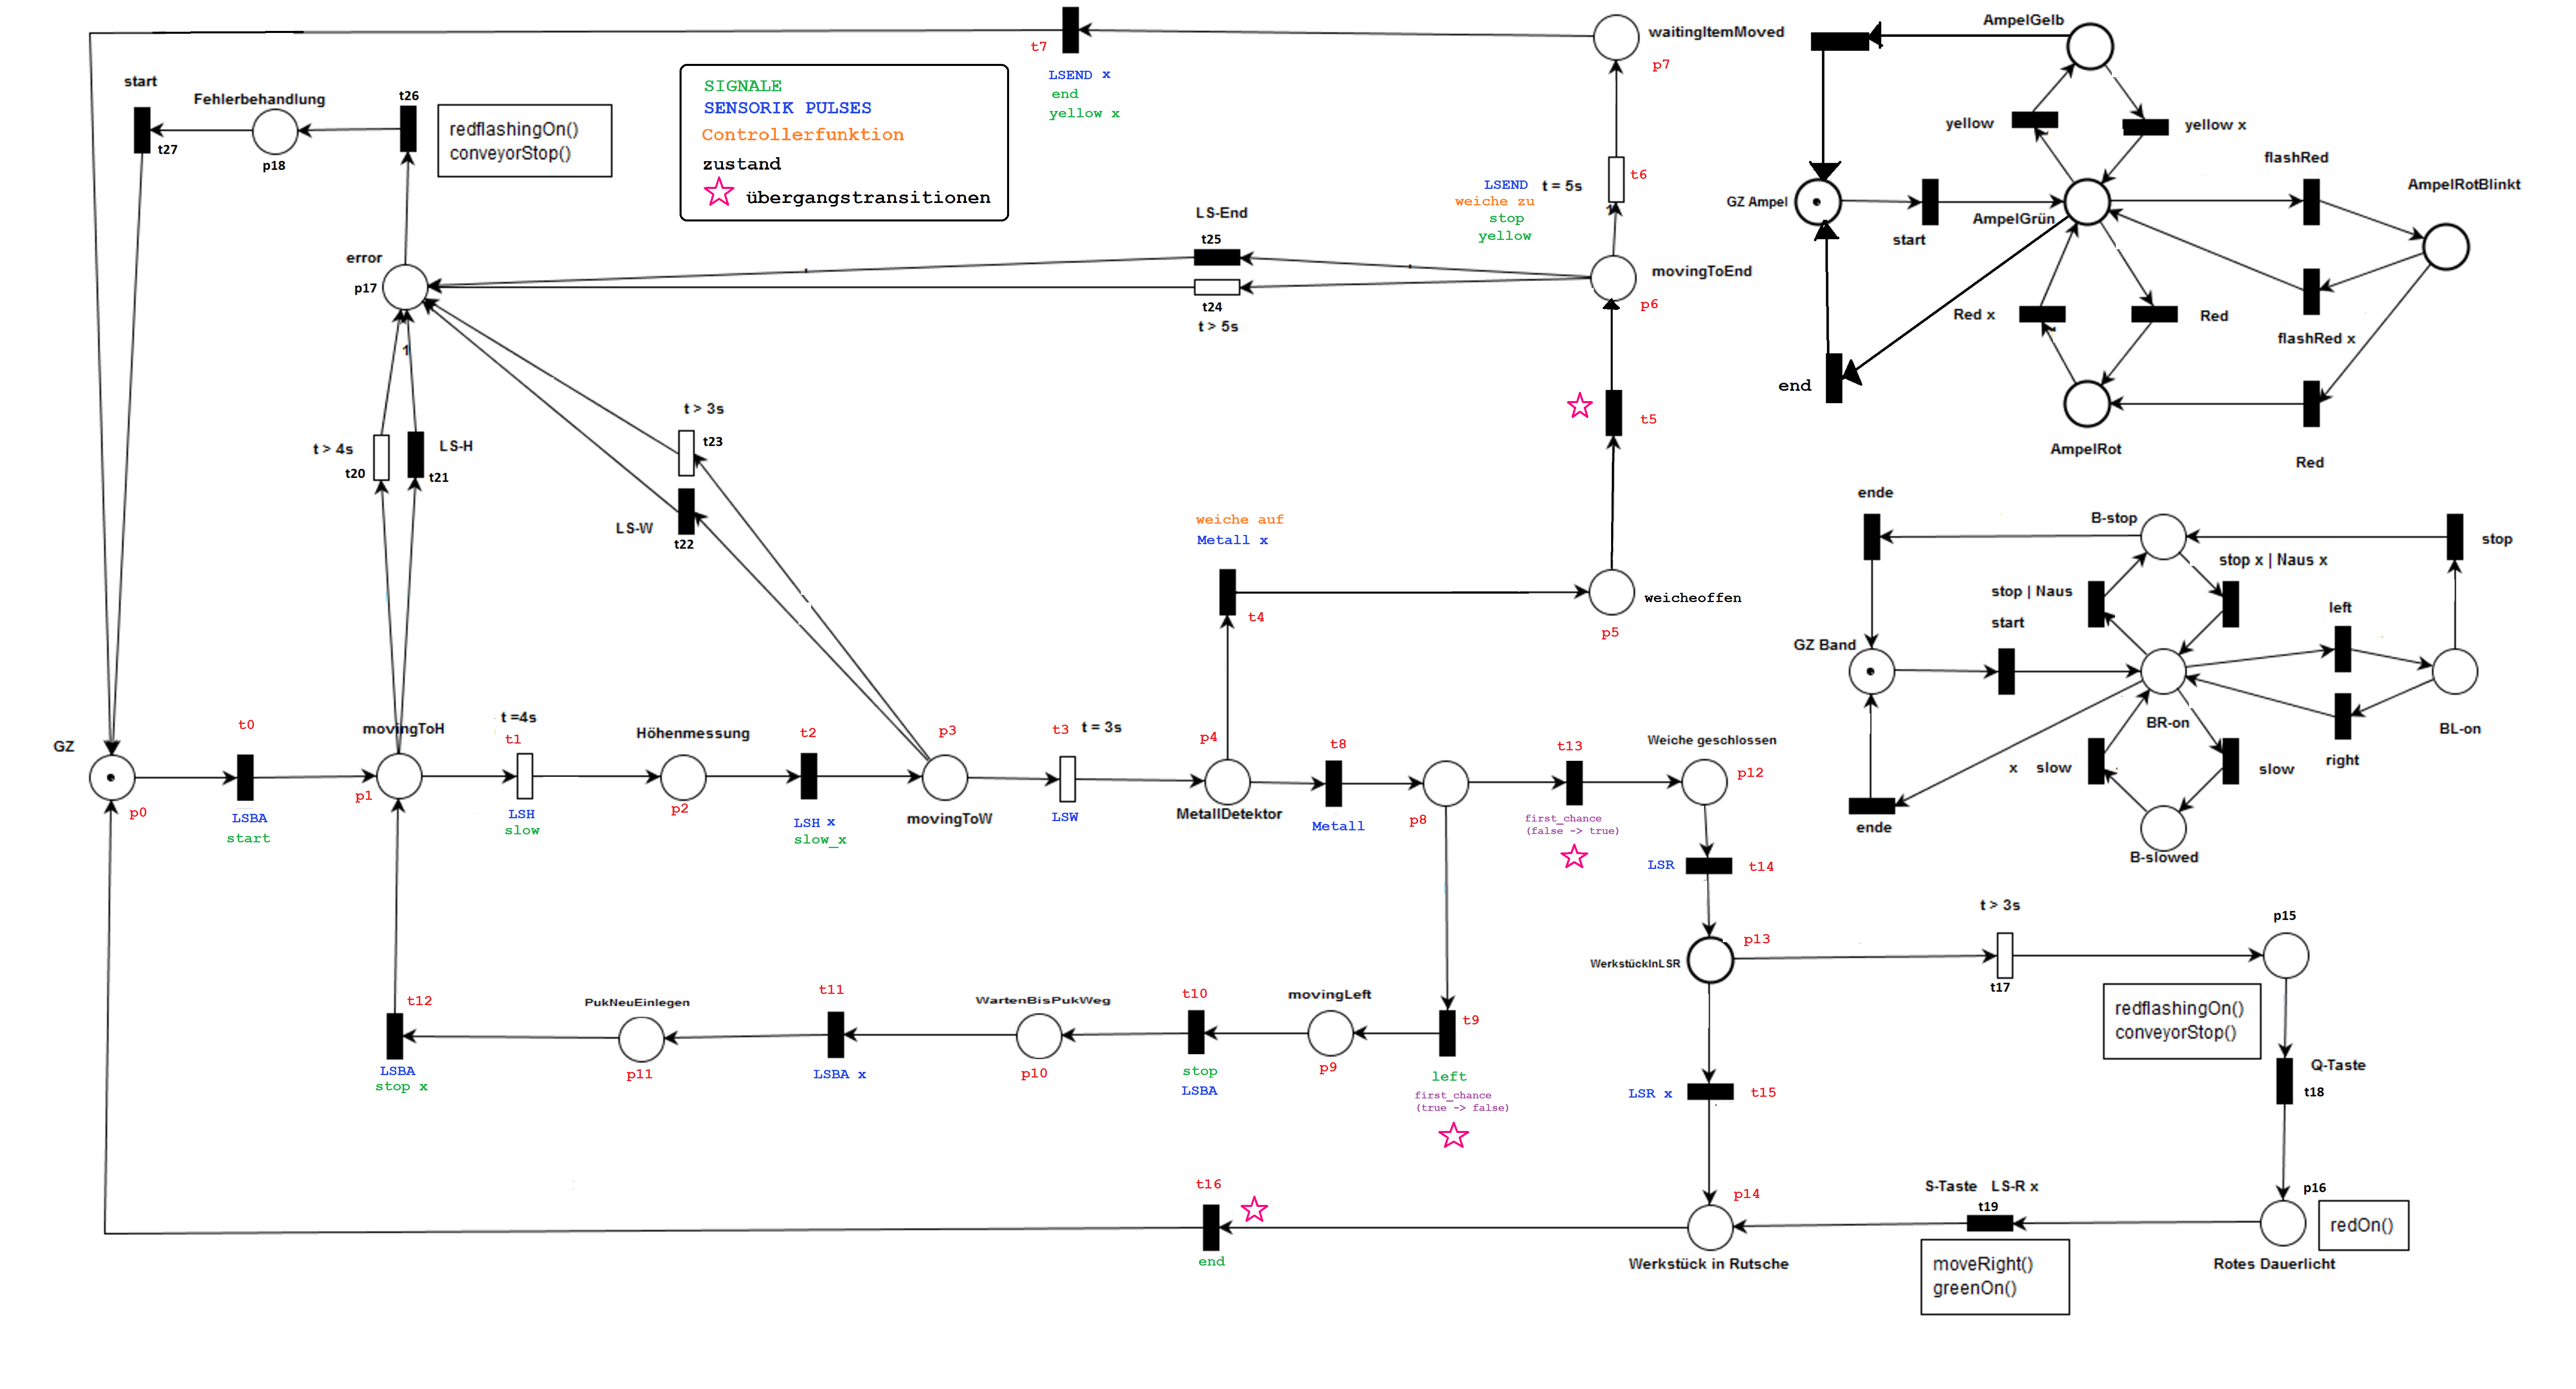 waitingItemMoved
p7
t7
LSEND x
end
yellow x
start
Fehlerbehandlung
t27
p18
t26
redflashingOn()
conveyorStop()
SIGNALE
SENSORIK PULSES
Controllerfunktion
zustand
übergangstransitionen
LSEND
t = 5s
t6
weiche zu
stop
yellow
1
LS-End
t25
t24
t > 5s
movingToEnd
p6
error
p17
1
t > 4s
t20
LS-H
t21
t > 3s
t23
LS-W
t22
t5
weiche auf
Metall x
t4
weicheoffen
p5
GZ
p0
t0
LSBA
start
movingToH
p1
t =4s
t1
LSH
slow
Höhenmessung
p2
t2
LSH x
slow_x
p3
movingToW
t3
t = 3s
LSW
p4
MetallDetektor
t8
Metall
p8
t13
first_chance
(false -> true)
Weiche geschlossen
p12
LSR
t14
p13
WerkstückInLSR
t > 3s
t17
p15
redflashingOn()
conveyorStop()
Q-Taste
t18
LSR x
t15
t12
LSBA
stop x
PukNeuEinlegen
p11
t11
LSBA x
WartenBisPukWeg
p10
t10
stop
LSBA
movingLeft
p9
t9
left
first_chance
(true -> false)
t16
end
p14
Werkstück in Rutsche
S-Taste LS-R x
t19
moveRight()
greenOn()
p16
redOn()
Rotes Dauerlicht
AmpelGelb
yellow
yellow x
flashRed
AmpelRotBlinkt
GZ Ampel
start
AmpelGrün
Red x
Red
flashRed x
end
AmpelRot
Red
ende
B-stop
stop
stop x | Naus x
stop | Naus
start
left
GZ Band
BR-on
BL-on
right
x slow
slow
ende
B-slowed